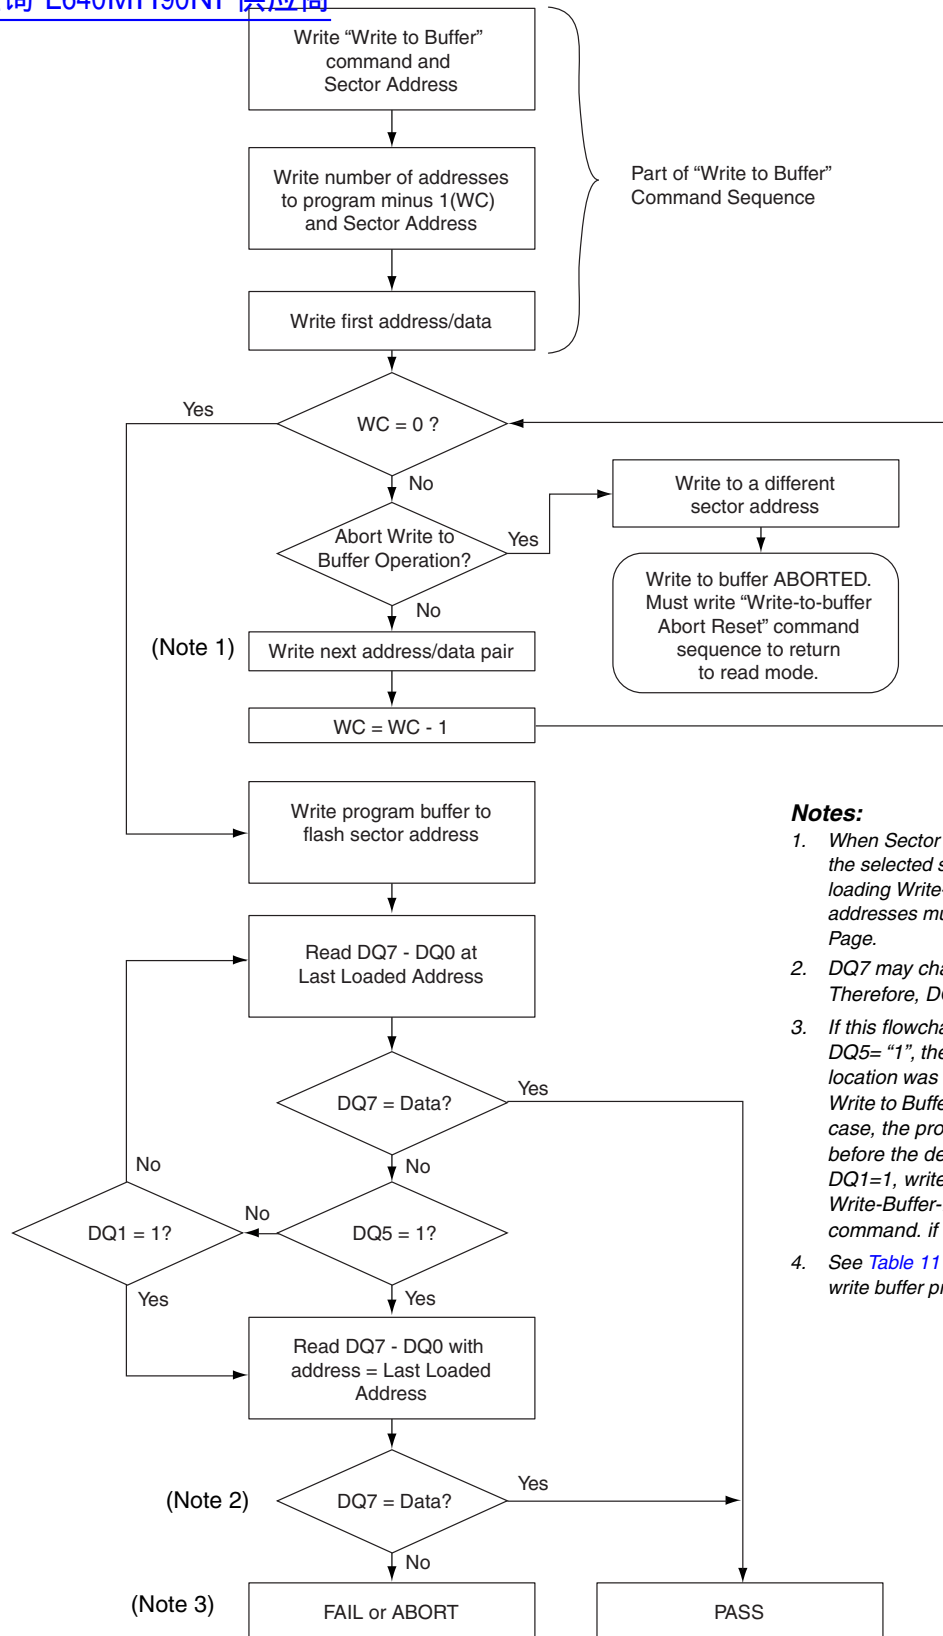 询 L640MH90NI 供应商
Write “Write to Buffer”
command and
Sector Address
Write number of addresses
to program minus 1(WC)
and Sector Address
Part of “Write to Buffer”
Command Sequence
Write first address/data
Yes
WC = 0 ?
No
Write to a different
sector address
Abort Write to
Buffer Operation?
Yes
No
Write to buffer ABORTED.
Must write “Write-to-buffer
Abort Reset” command
sequence to return
to read mode.
(Note 1)
Write next address/data pair
WC = WC - 1
Write program buffer to
flash sector address
Read DQ7 - DQ0 at
Last Loaded Address
DQ7 = Data?
Yes
No
No
DQ1 = 1?
No
DQ5 = 1?
Yes
Yes
Read DQ7 - DQ0 with
address = Last Loaded
Address
(Note 2)
DQ7 = Data?
Yes
No
(Note 3)
FAIL or ABORT
PASS
Notes:
1. When Sector
the selected
loading Write-
addresses
Page.
2. DQ7 may
Therefore,
3. If this
DQ5= “1”,
location was
Write to
case, the
before the
DQ1=1, write
Write-Buffer-
command. if
4. See Table 11
write buffer